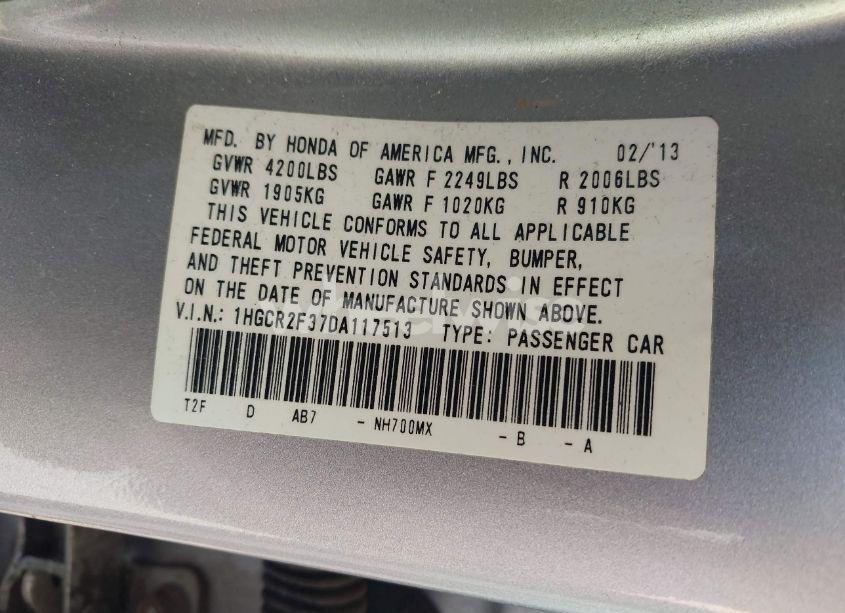 MFD. BY HONDA OF AMERICA MFG., INC. 02/'13
GVWR 4200LBS GAWR F 2249LBS R 2006LBS
GVWR 1905KG GAWR F 1020KG R 910KG
THIS VEHICLE CONFORMS TO ALL APPLICABLE
FEDERAL MOTOR VEHICLE SAFETY, BUMPER,
AND THEFT PREVENTION STANDARDS IN EFFECT
ON THE DATE OF MANUFACTURE SHOWN ABOVE.
V.I.N.: 1HGCR2F37DA117513 TYPE: PASSENGER CAR
T2F D AB7 - NH700MX - B - A